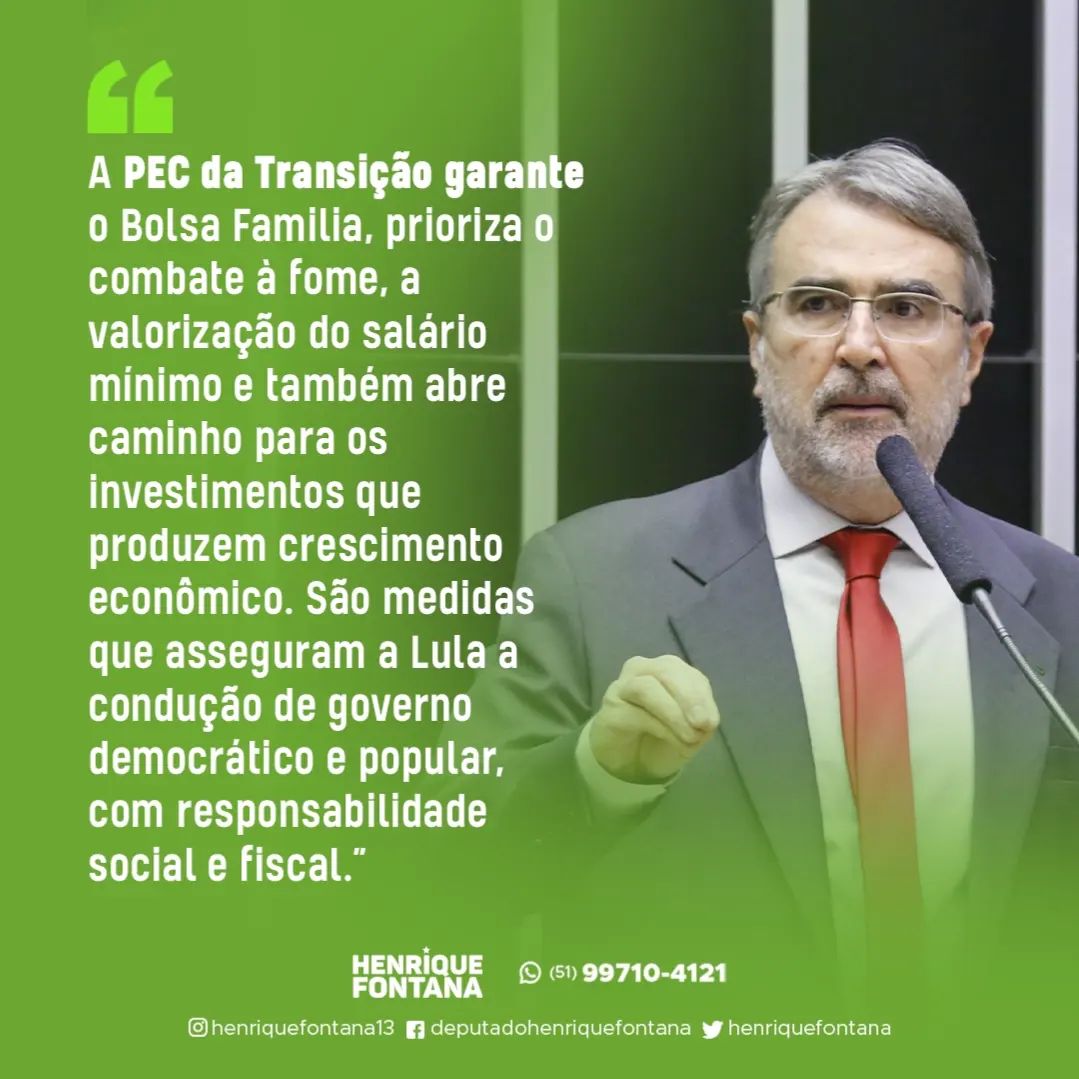 “
A PEC da Transição garante
o Bolsa Familia, prioriza o
combate à fome, a
valorização do salário
mínimo e também abre
caminho para os
investimentos que
produzem crescimento
econômico. São medidas
que asseguram a Lula a
condução de governo
democrático e popular,
com responsabilidade
social e fiscal.”
HENRIQUE
FONTANA
(51) 99710-4121
henriquefontana13 deputadohenriquefontana henriquefontana